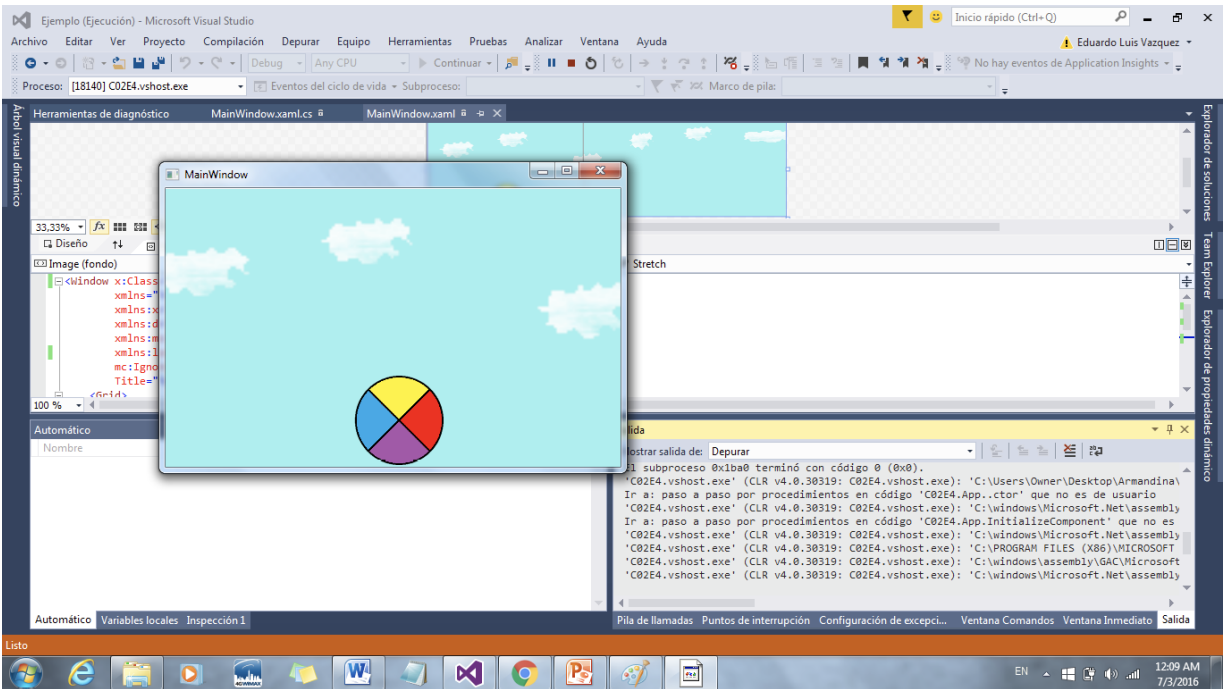 Ejemplo (Ejecución) - Microsoft Visual Studio
Inicio rápido (Ctrl+Q)
Archivo Editar Ver Proyecto Compilación Depurar Equipo Herramientas Pruebas Analizar Ventana Ayuda
Eduardo Luis Vazquez
Debug Any CPU Continuar
No hay eventos de Application Insights
Proceso: [18140] C02E4.vshost.exe Eventos del ciclo de vida Subproceso: Marco de pila:
Árbol visual dinámico
Herramientas de diagnóstico MainWindow.xaml.cs MainWindow.xaml
MainWindow
33,33% fx
Diseño
Image (fondo) Stretch
<Window x:Class
xmlns="
xmlns:x
xmlns:d
xmlns:m
xmlns:l
mc:Igno
Title="
<Grid>
100 %
Explorador de soluciones Team Explorer Explorador de propiedades dinámico
Automático
Nombre
lida
ostrar salida de: Depurar
El subproceso 0x1ba0 terminó con código 0 (0x0).
'C02E4.vshost.exe' (CLR v4.0.30319: C02E4.vshost.exe): 'C:\Users\Owner\Desktop\Armandina\
Ir a: paso a paso por procedimientos en código 'C02E4.App..ctor' que no es de usuario
'C02E4.vshost.exe' (CLR v4.0.30319: C02E4.vshost.exe): 'C:\windows\Microsoft.Net\assembly
Ir a: paso a paso por procedimientos en código 'C02E4.App.InitializeComponent' que no es
'C02E4.vshost.exe' (CLR v4.0.30319: C02E4.vshost.exe): 'C:\windows\Microsoft.Net\assembly
'C02E4.vshost.exe' (CLR v4.0.30319: C02E4.vshost.exe): 'C:\PROGRAM FILES (X86)\MICROSOFT
'C02E4.vshost.exe' (CLR v4.0.30319: C02E4.vshost.exe): 'C:\windows\assembly\GAC\Microsoft
'C02E4.vshost.exe' (CLR v4.0.30319: C02E4.vshost.exe): 'C:\windows\Microsoft.Net\assembly
Automático Variables locales Inspección 1
Pila de llamadas Puntos de interrupción Configuración de excepci... Ventana Comandos Ventana Inmediato Salida
Listo
EN
12:09 AM
7/3/2016